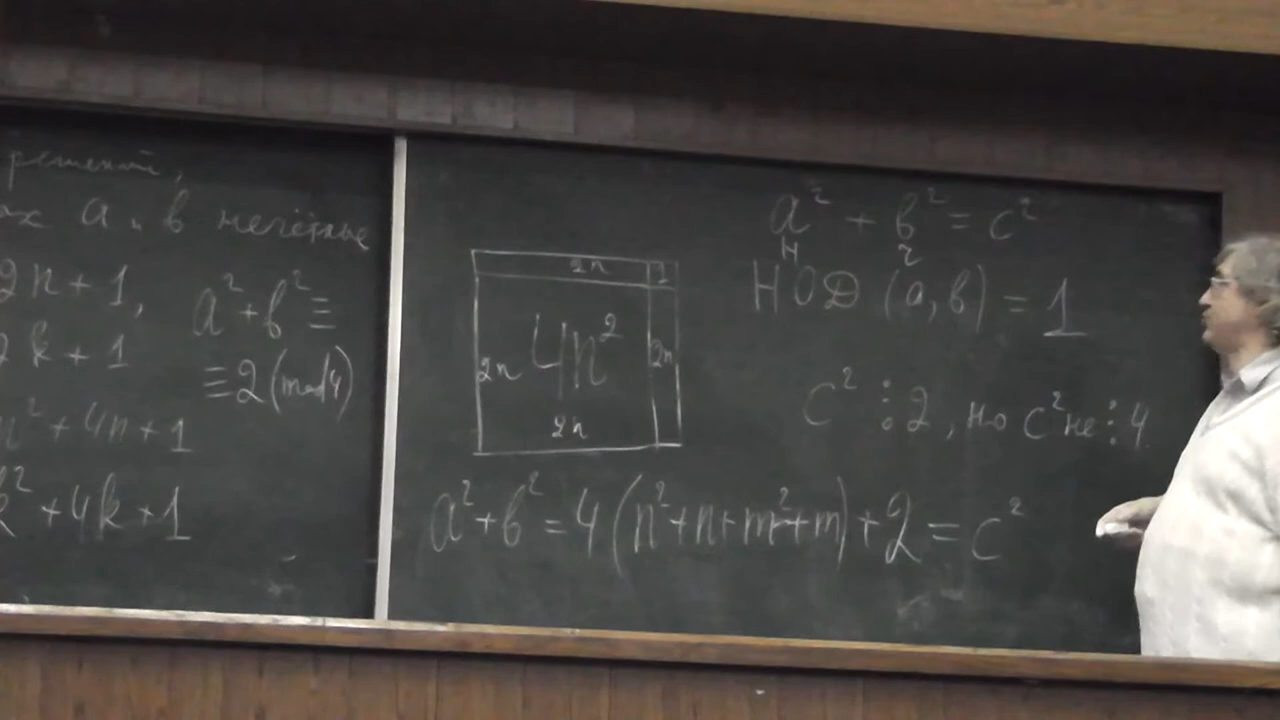 решений,
ах а и в нечётные
2n + 1,
2k + 1
n² + 4n + 1
k² + 4k + 1
a² + b² ≡
≡ 2 (mod 4)
2n 1
2n 4n² 2n
2n
a² + b² = c²
н ч
НОД (a, b) = 1
c² ⋮ 2, но c² не ⋮ 4
a² + b² = 4 (n² + n + m² + m) + 2 = c²